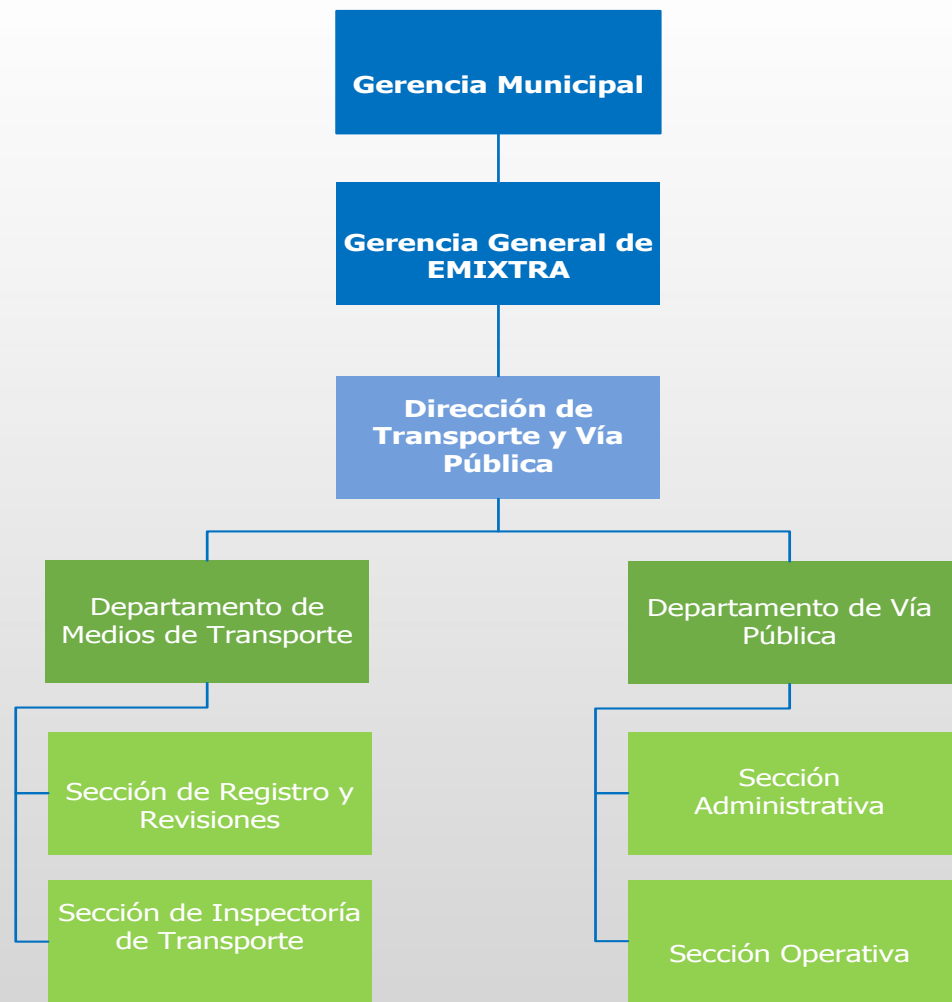 Gerencia Municipal
Gerencia General de
EMIXTRA
Dirección de
Transporte y Vía
Pública
Departamento de
Medios de Transporte
Departamento de Vía
Pública
Sección de Registro y
Revisiones
Sección
Administrativa
Sección de Inspectoría
de Transporte
Sección Operativa